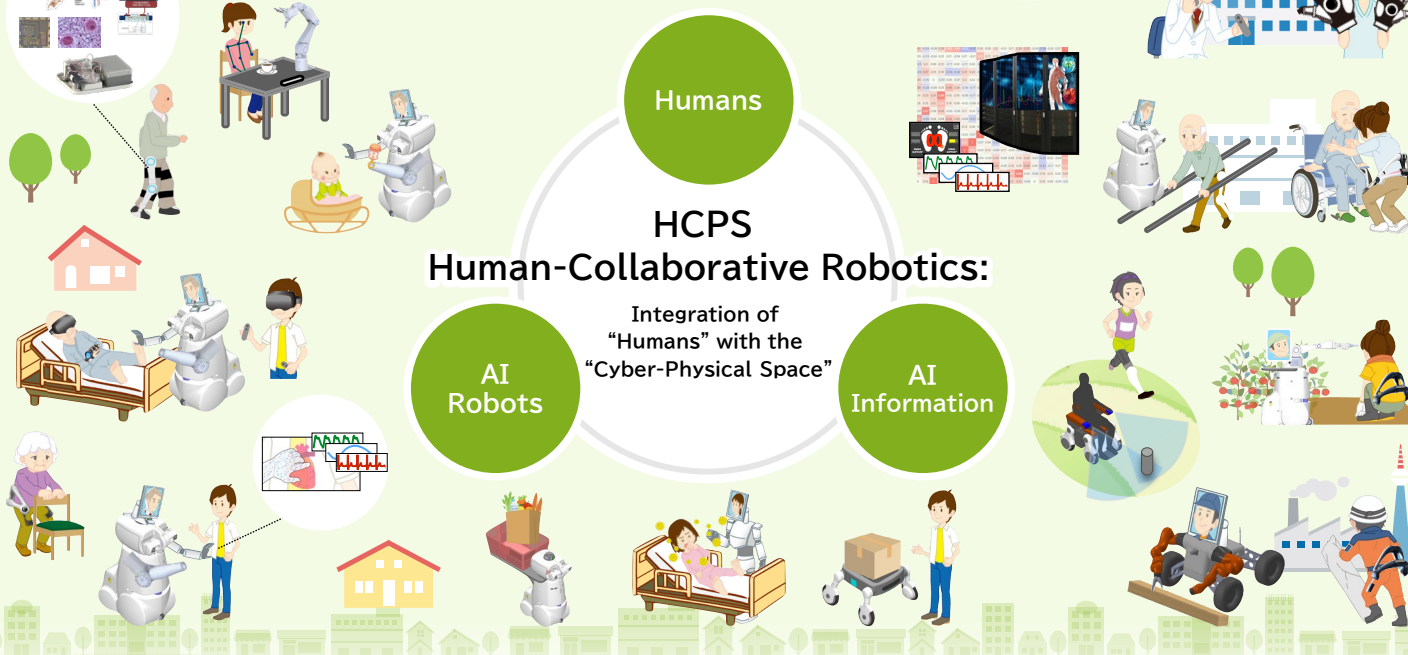 Humans
HCPS
Human-Collaborative Robotics:
Integration of
“Humans” with the
“Cyber-Physical Space”
AI
Robots
AI
Information